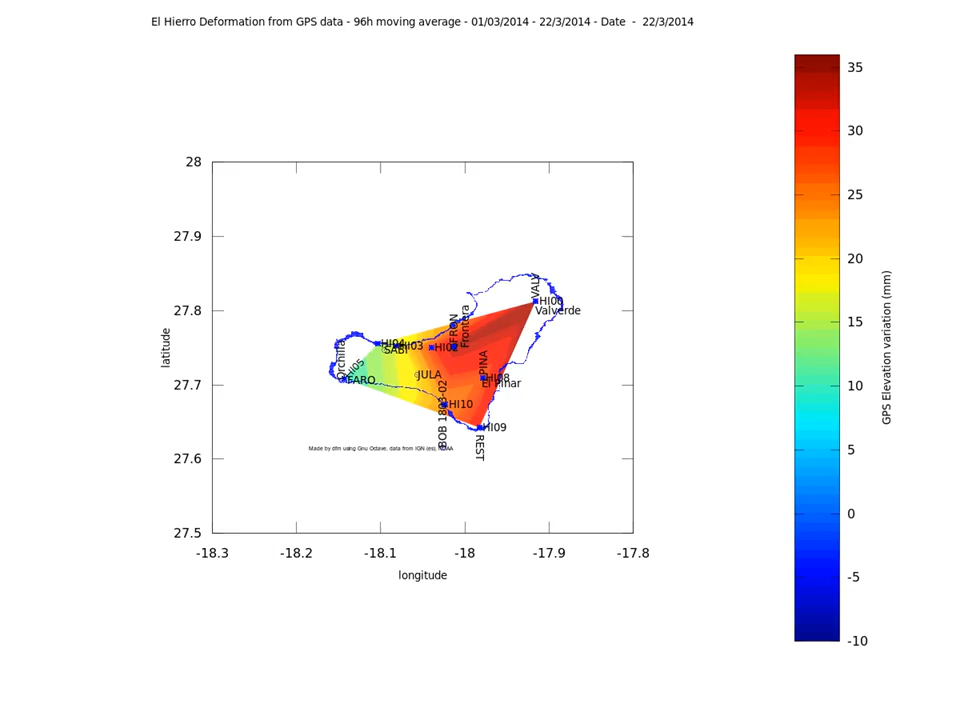 El Hierro Deformation from GPS data - 96h moving average - 01/03/2014 - 22/3/2014 - Date - 22/3/2014
35
30
25
20
15
10
5
0
-5
-10
GPS Elevation variation (mm)
28
27.9
27.8
27.7
27.6
27.5
latitude
-18.3
-18.2
-18.1
-18
-17.9
-17.8
longitude
VALV
Valverde
FRON
Frontera
HI04
HI03
SABI
Orchilla
HI05
FARO
JULA
PINA
HI08
El Pinar
HI10
BOB 1803-02
HI09
REST
Made by dfm using Gnu Octave, data from IGN (es), NOAA